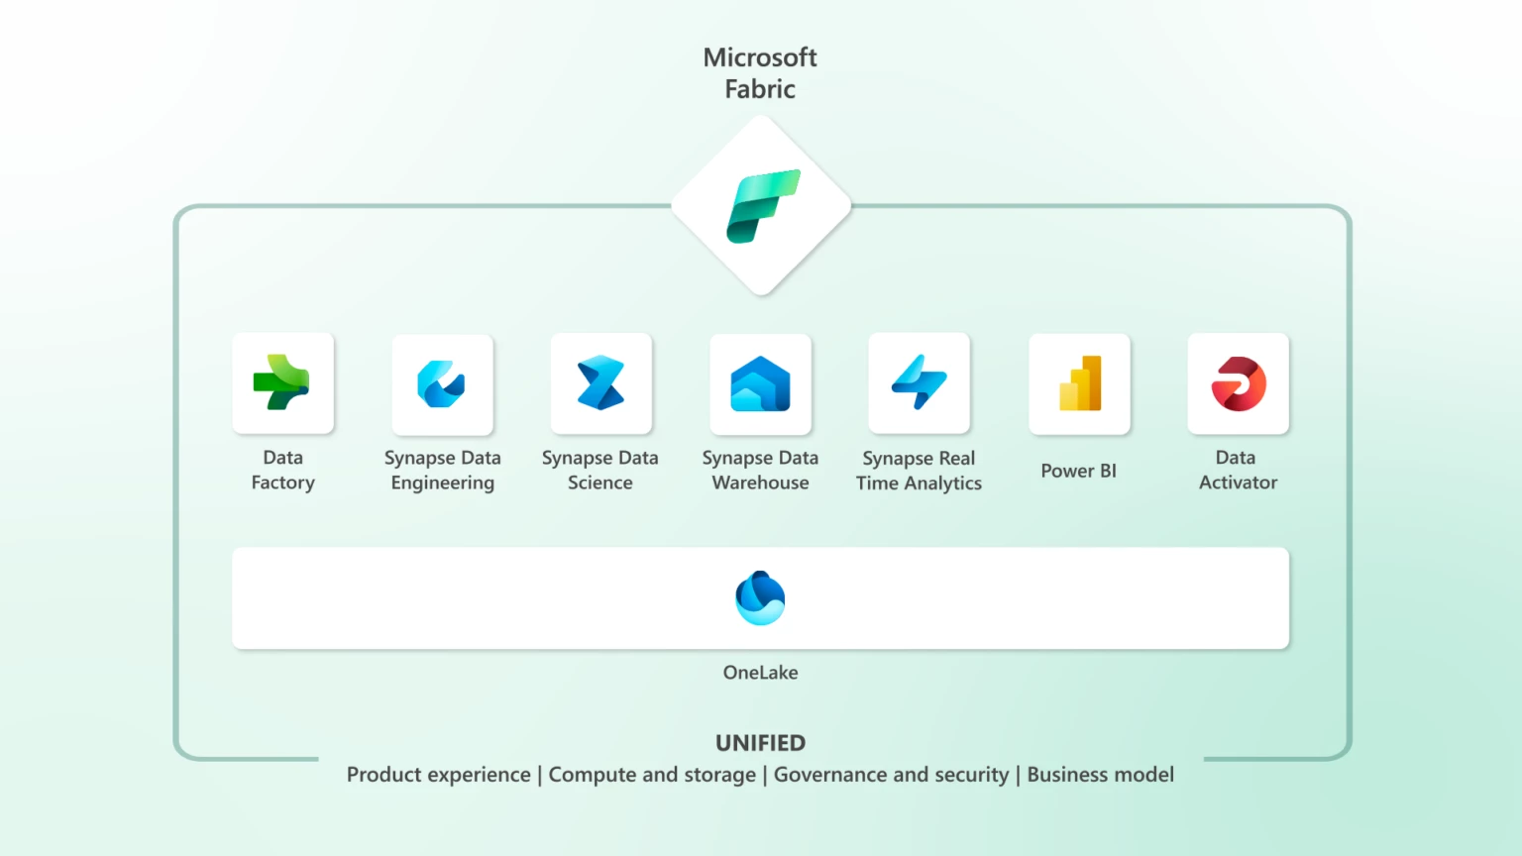 Microsoft
Fabric
Data
Factory
Synapse Data
Engineering
Synapse Data
Science
Synapse Data
Warehouse
Synapse Real
Time Analytics
Power BI
Data
Activator
OneLake
UNIFIED
Product experience | Compute and storage | Governance and security | Business model